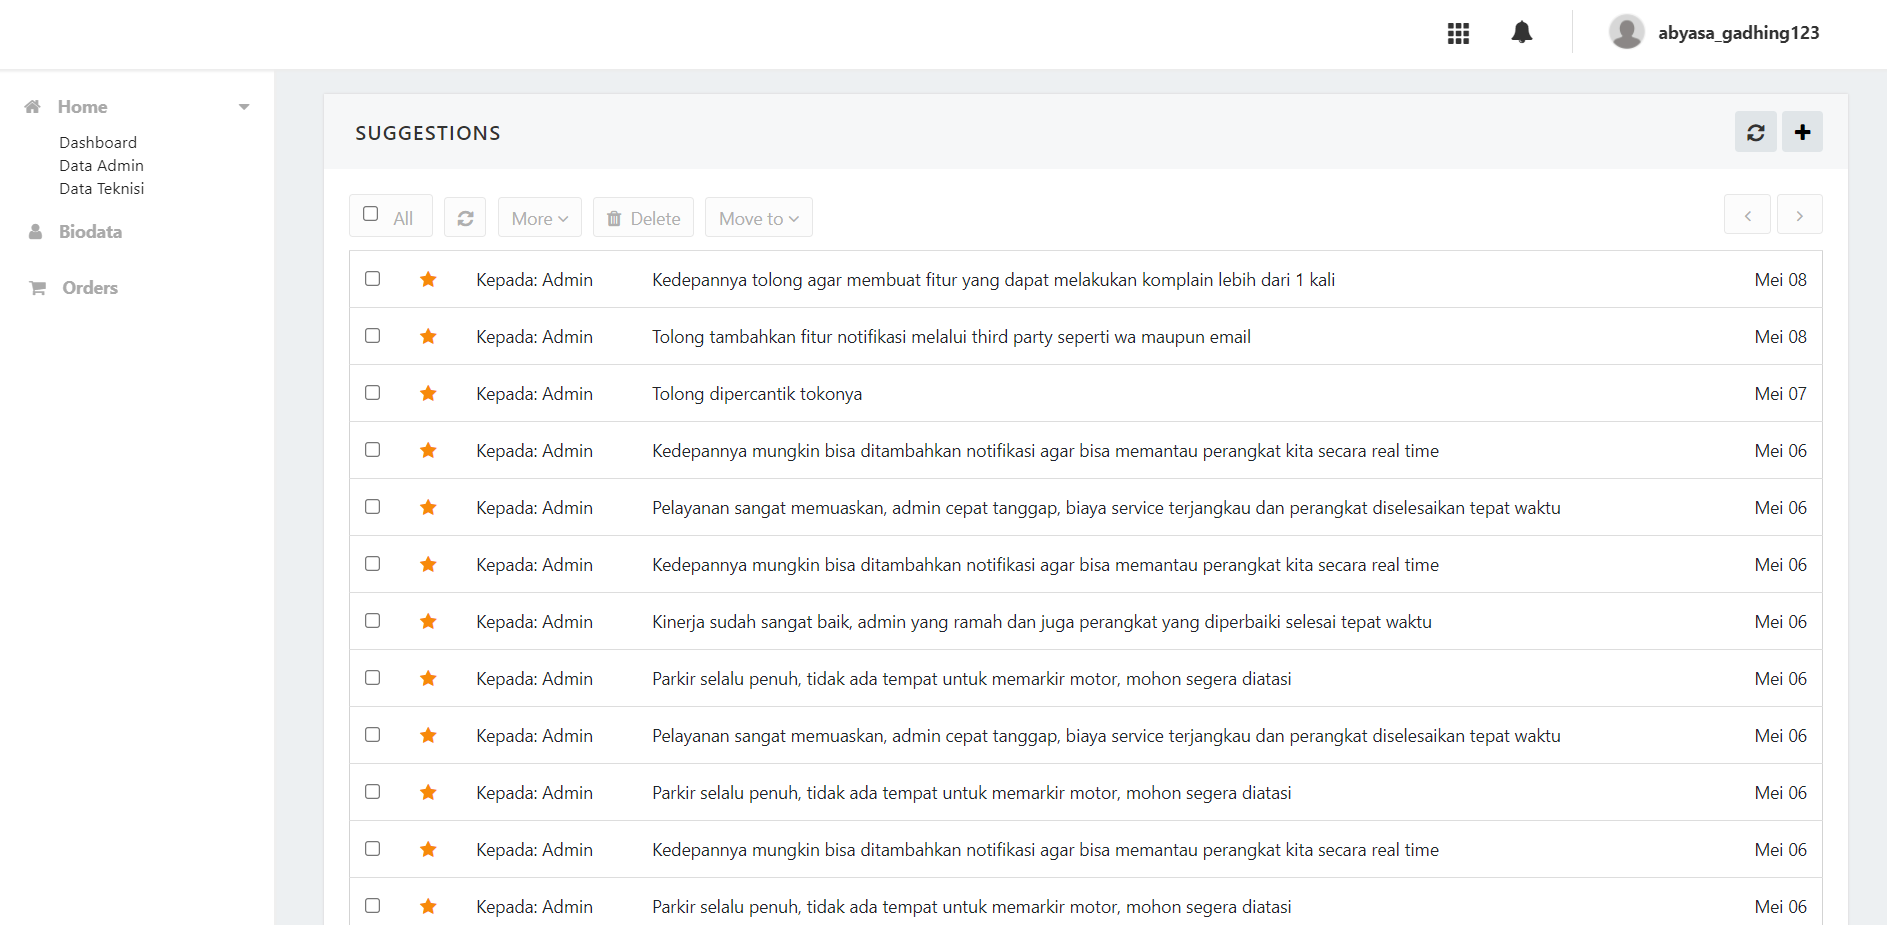 abyasa_gadhing123
Home
Dashboard
Data Admin
Data Teknisi
Biodata
Orders
SUGGESTIONS
All More Delete Move to
Kepada: Admin Kedepannya tolong agar membuat fitur yang dapat melakukan komplain lebih dari 1 kali Mei 08
Kepada: Admin Tolong tambahkan fitur notifikasi melalui third party seperti wa maupun email Mei 08
Kepada: Admin Tolong dipercantik tokonya Mei 07
Kepada: Admin Kedepannya mungkin bisa ditambahkan notifikasi agar bisa memantau perangkat kita secara real time Mei 06
Kepada: Admin Pelayanan sangat memuaskan, admin cepat tanggap, biaya service terjangkau dan perangkat diselesaikan tepat waktu Mei 06
Kepada: Admin Kedepannya mungkin bisa ditambahkan notifikasi agar bisa memantau perangkat kita secara real time Mei 06
Kepada: Admin Kinerja sudah sangat baik, admin yang ramah dan juga perangkat yang diperbaiki selesai tepat waktu Mei 06
Kepada: Admin Parkir selalu penuh, tidak ada tempat untuk memarkir motor, mohon segera diatasi Mei 06
Kepada: Admin Pelayanan sangat memuaskan, admin cepat tanggap, biaya service terjangkau dan perangkat diselesaikan tepat waktu Mei 06
Kepada: Admin Parkir selalu penuh, tidak ada tempat untuk memarkir motor, mohon segera diatasi Mei 06
Kepada: Admin Kedepannya mungkin bisa ditambahkan notifikasi agar bisa memantau perangkat kita secara real time Mei 06
Kepada: Admin Parkir selalu penuh, tidak ada tempat untuk memarkir motor, mohon segera diatasi Mei 06